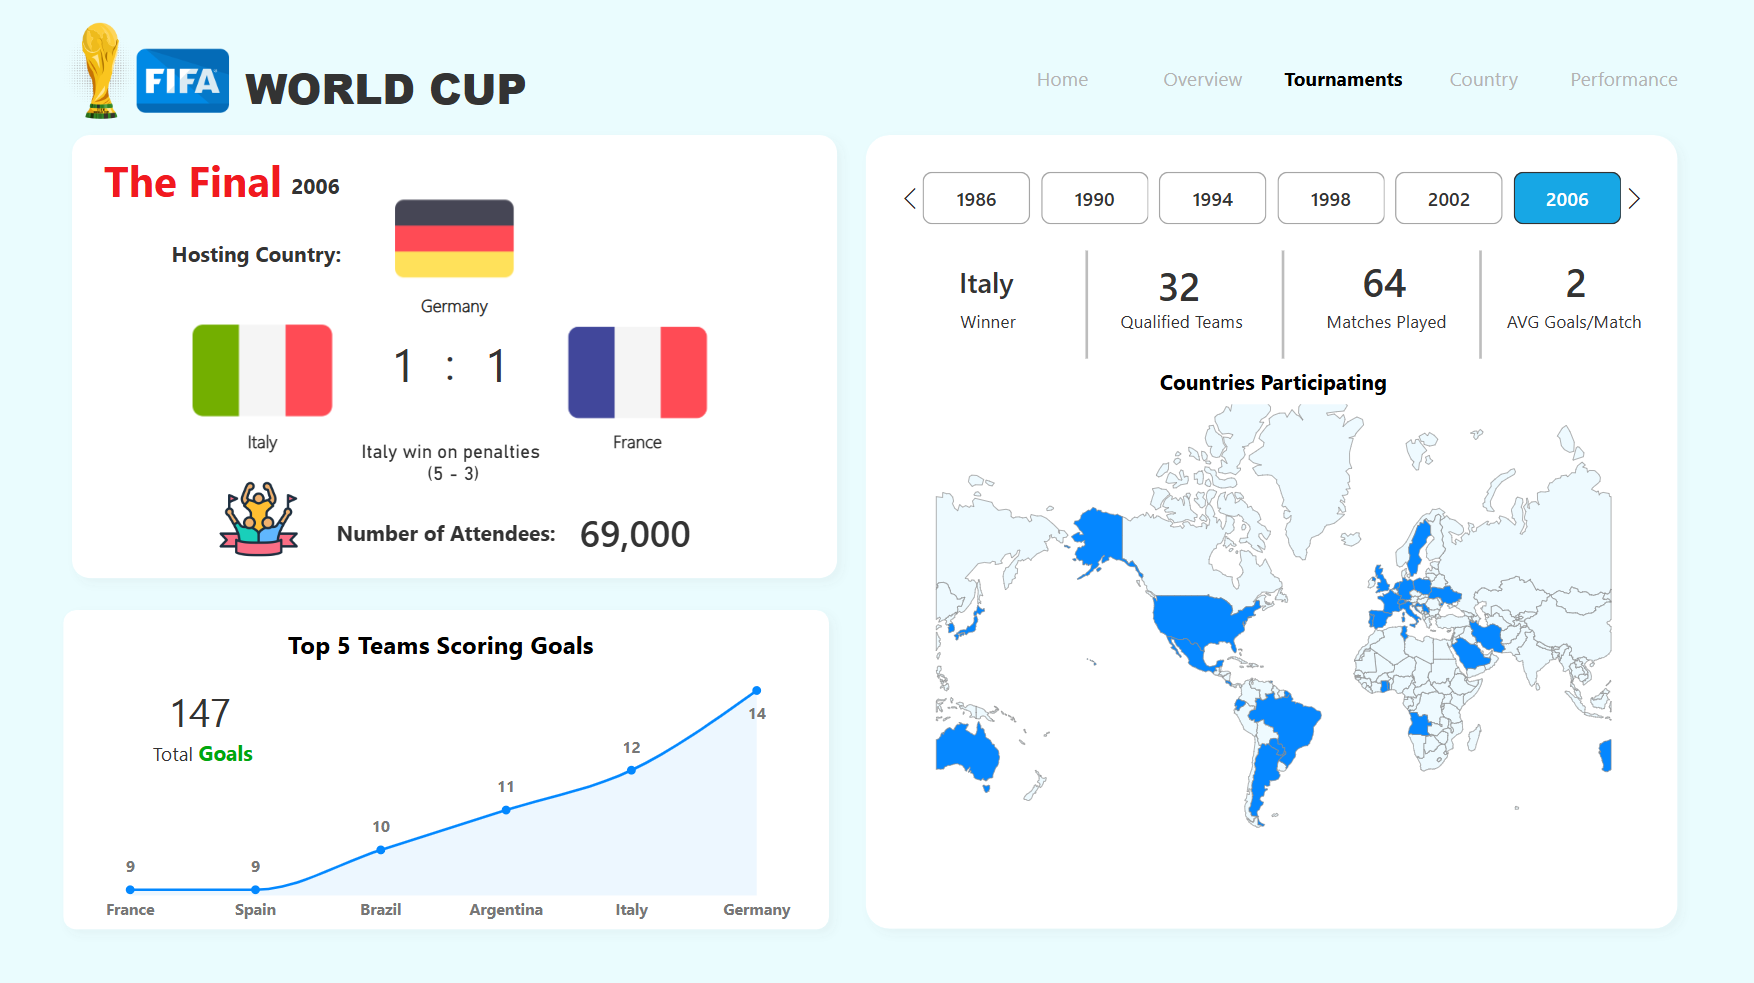 FIFA
WORLD CUP
Home
Overview
Tournaments
Country
Performance
The Final 2006
Hosting Country:
Germany
1 : 1
Italy
France
Italy win on penalties
(5 - 3)
Number of Attendees: 69,000
Top 5 Teams Scoring Goals
147
Total Goals
9
9
10
11
12
14
France
Spain
Brazil
Argentina
Italy
Germany
1986
1990
1994
1998
2002
2006
Italy
Winner
32
Qualified Teams
64
Matches Played
2
AVG Goals/Match
Countries Participating